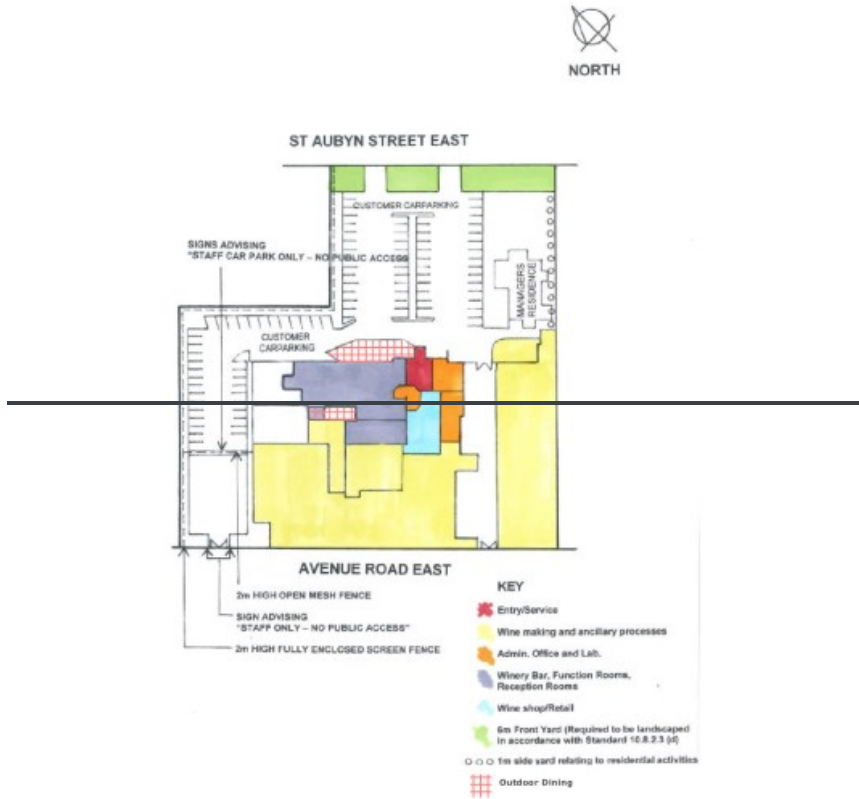 NORTH
ST AUBYN STREET EAST
CUSTOMER CARPARKING
SIGNS ADVISING
"STAFF CAR PARK ONLY – NO PUBLIC ACCESS
MANAGERS
RESIDENCE
CUSTOMER
CARPARKING
AVENUE ROAD EAST
2m HIGH OPEN MESH FENCE
SIGN ADVISING
"STAFF ONLY – NO PUBLIC ACCESS"
2m HIGH FULLY ENCLOSED SCREEN FENCE
KEY
Entry/Service
Wine making and ancillary processes
Admin. Office and Lab.
Winery Bar, Function Rooms,
Reception Rooms
Wine shop/Retail
6m Front Yard (Required to be landscaped
in accordance with Standard 10.8.2.3 (d)
1m side yard relating to residential activities
Outdoor Dining